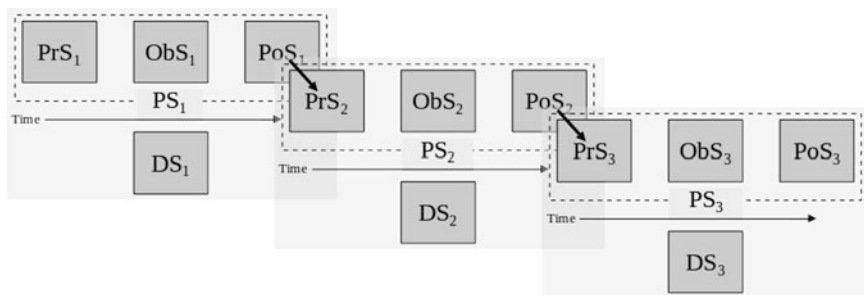 PrS₁ ObS₁ PoS₁
PS₁
Time
DS₁
PrS₂ ObS₂ PoS₂
PS₂
Time
DS₂
PrS₃ ObS₃ PoS₃
PS₃
Time
DS₃